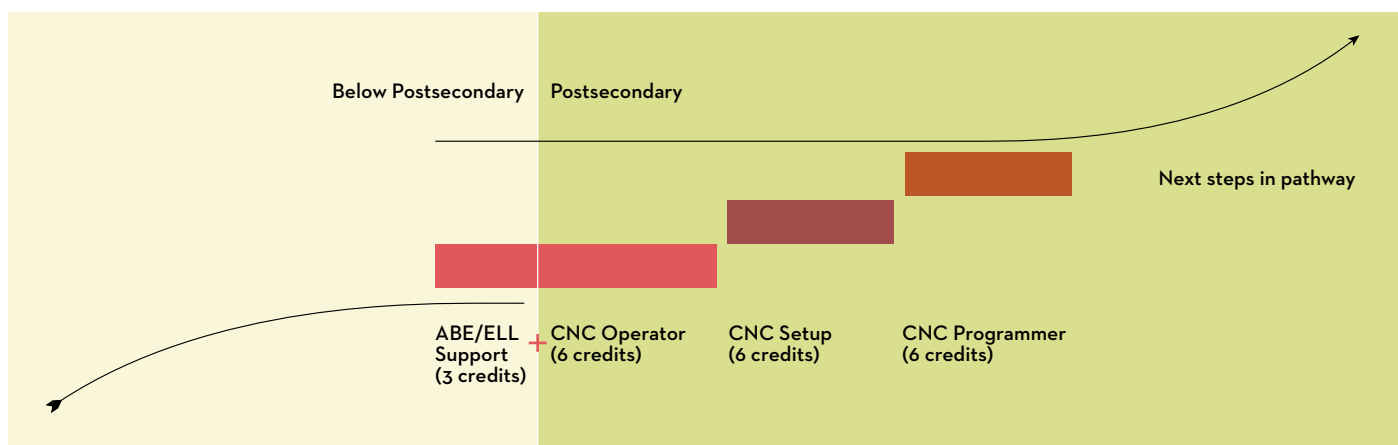 Below Postsecondary
Postsecondary
Next steps in pathway
ABE/ELL
Support
(3 credits)
+
CNC Operator
(6 credits)
CNC Setup
(6 credits)
CNC Programmer
(6 credits)